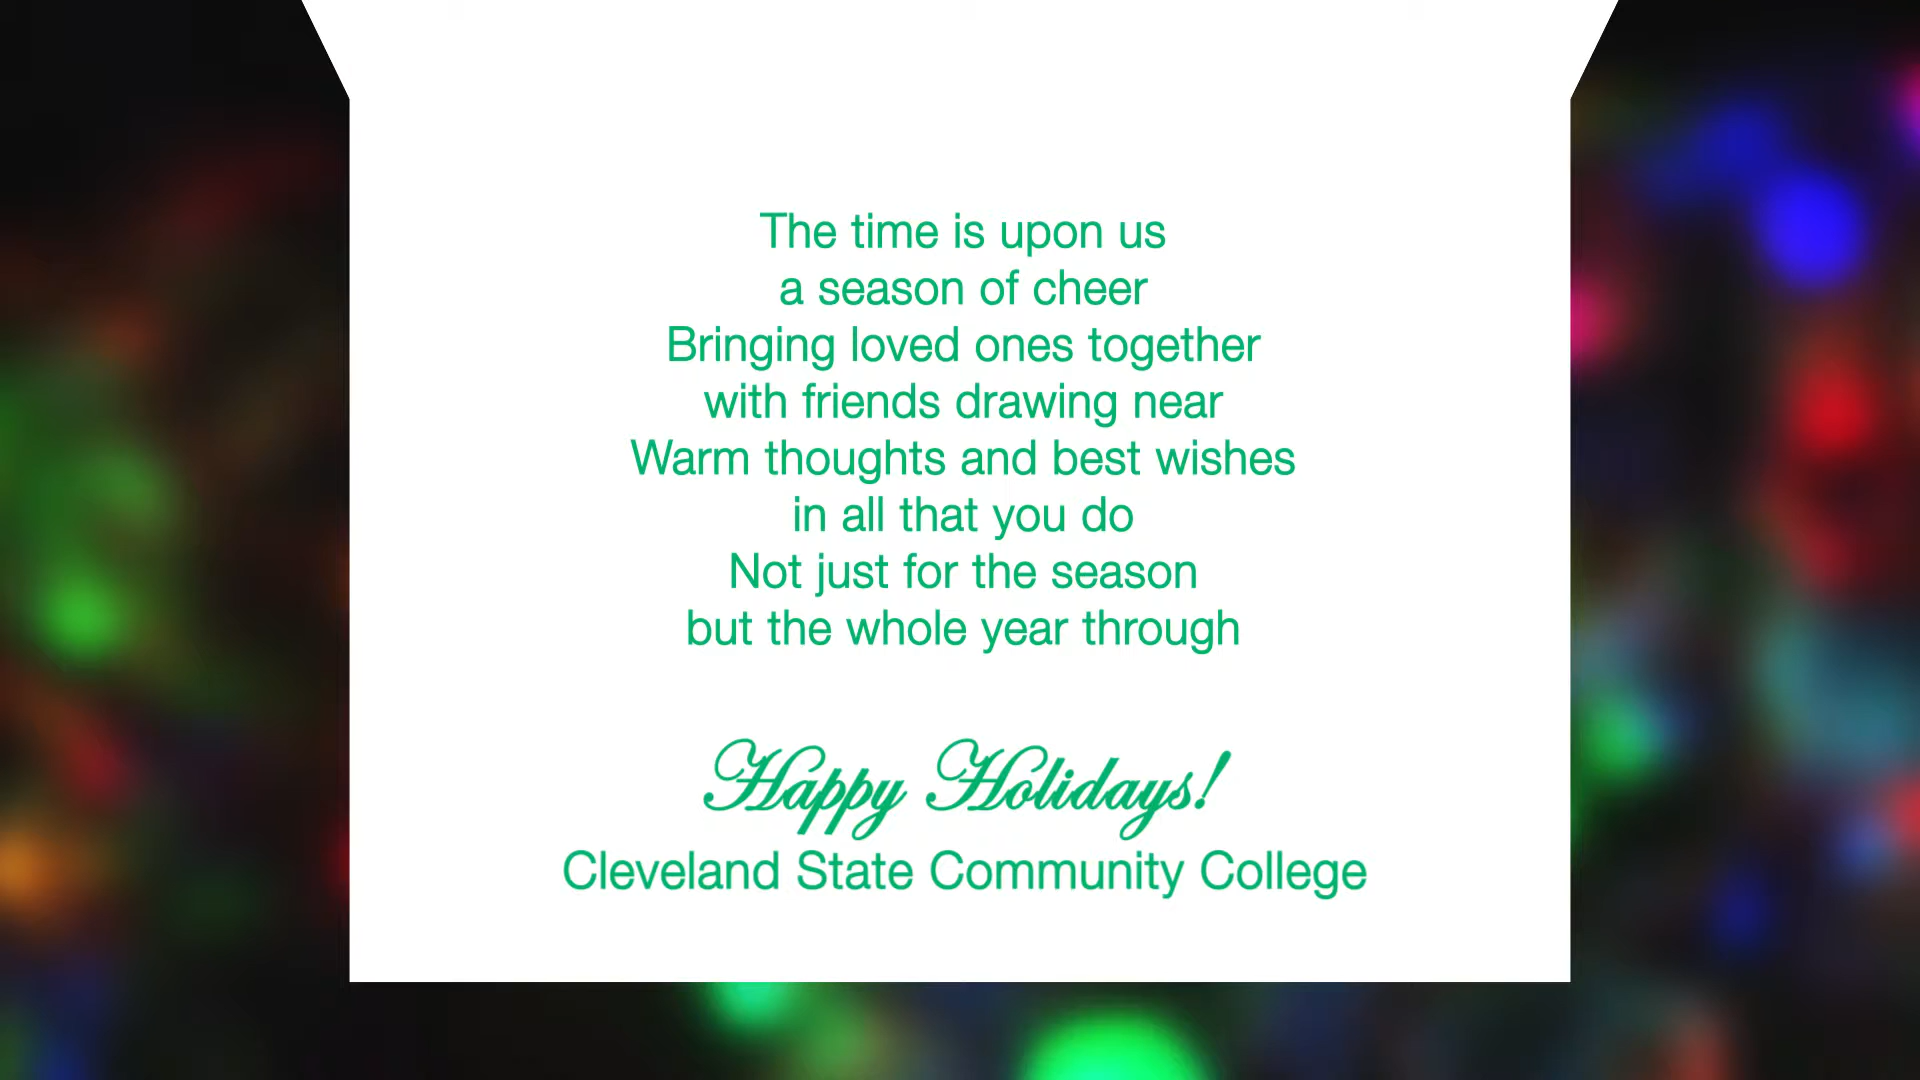 The time is upon us
a season of cheer
Bringing loved ones together
with friends drawing near
Warm thoughts and best wishes
in all that you do
Not just for the season
but the whole year through
Happy Holidays!
Cleveland State Community College